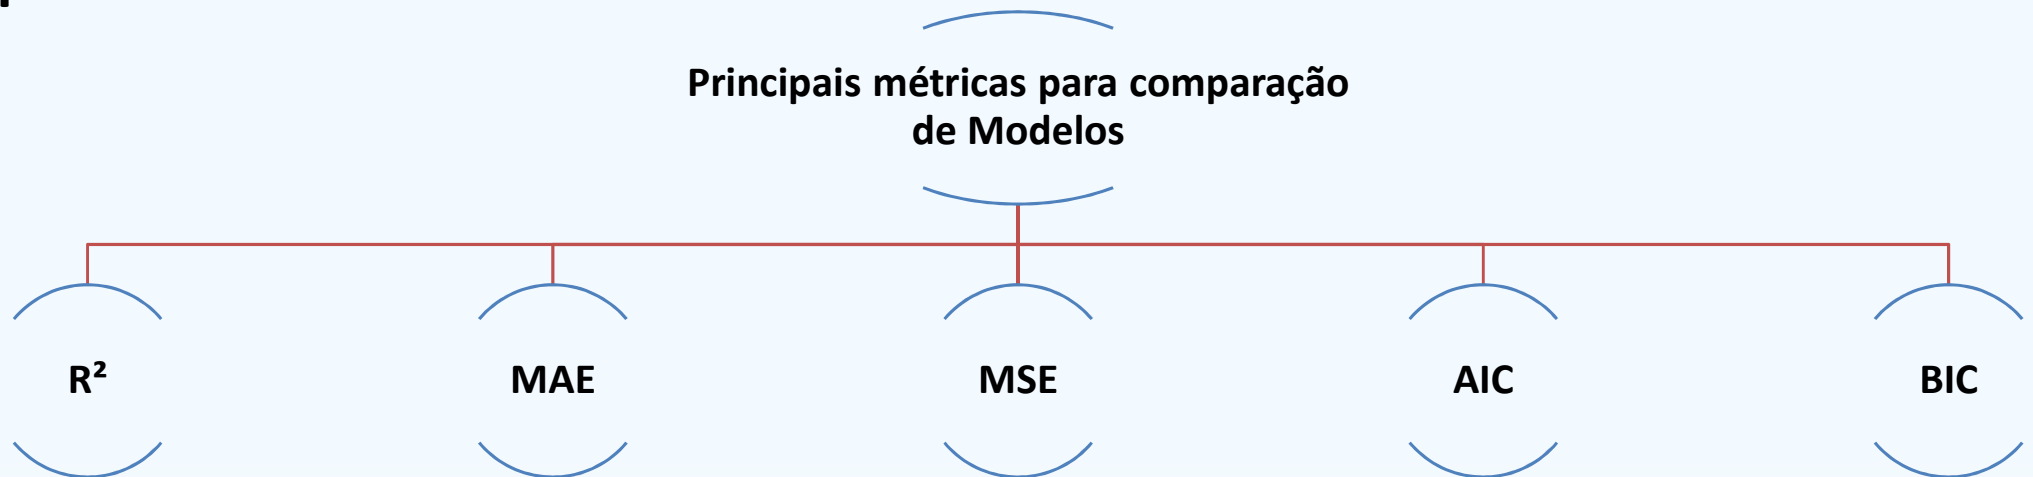 Principais métricas para comparação
de Modelos
R²
MAE
MSE
AIC
BIC